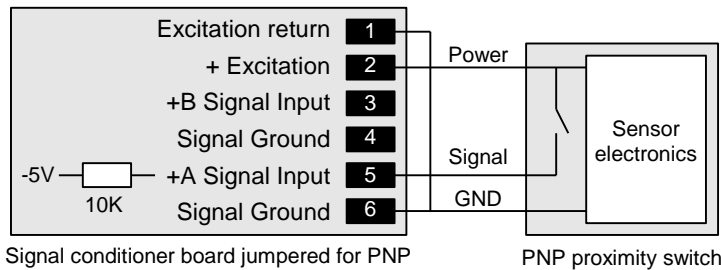 Excitation return 1
+ Excitation 2
+B Signal Input 3
Signal Ground 4
-5V
10K
+A Signal Input 5
Signal Ground 6
Power
Signal
GND
Sensor
electronics
Signal conditioner board jumpered for PNP
PNP proximity switch